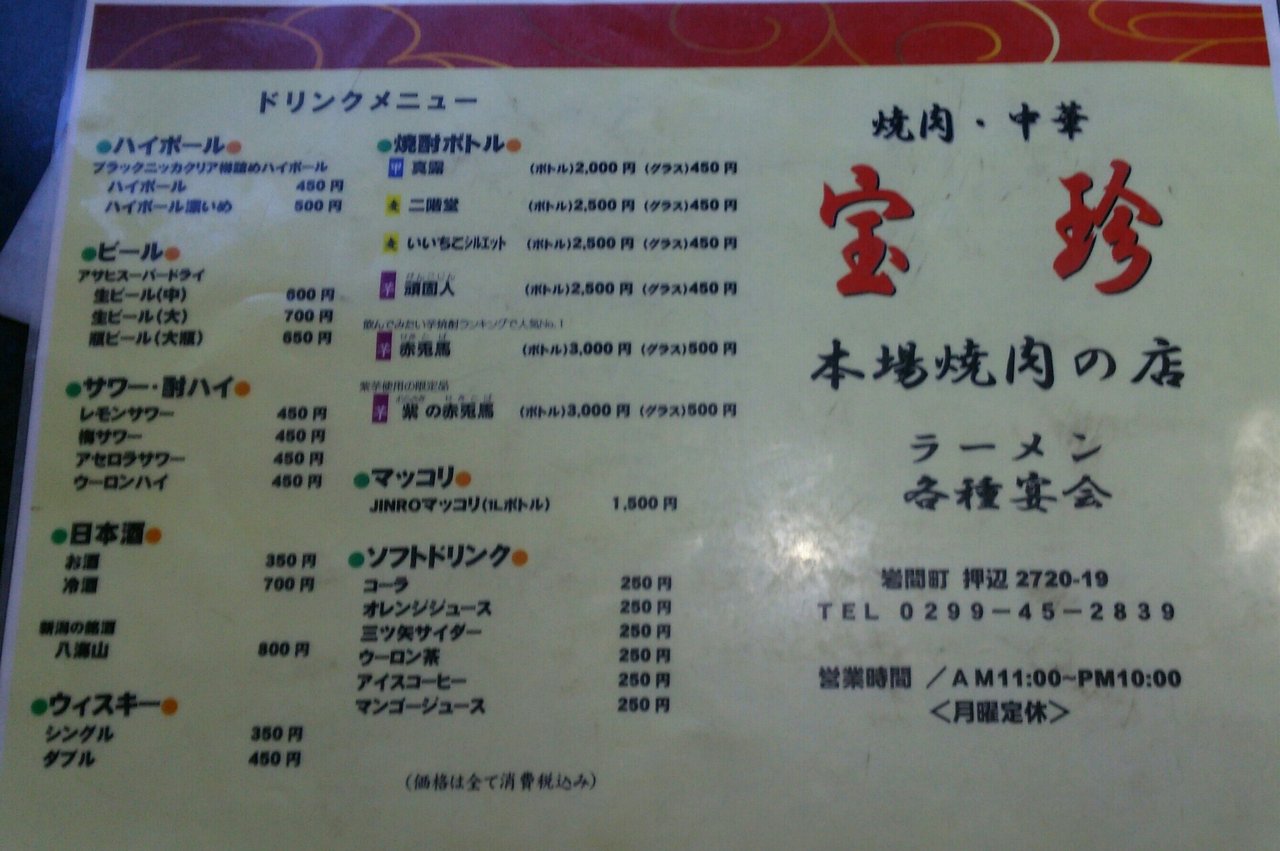 ドリンクメニュー
●ハイボール●
ブラックニッカクリア樽詰めハイボール
ハイボール 450円
ハイボール濃いめ 500円
●ビール●
アサヒスーパードライ
生ビール(中) 600円
生ビール(大) 700円
瓶ビール(大瓶) 650円
●サワー・酎ハイ●
レモンサワー 450円
梅サワー 450円
アセロラサワー 450円
ウーロンハイ 450円
●日本酒●
お酒 350円
冷酒 700円
新潟の銘酒
八海山 800円
●ウィスキー●
シングル 350円
ダブル 450円
●焼酎ボトル●
甲 真露 (ボトル)2,000円 (グラス)450円
麦 二階堂 (ボトル)2,500円 (グラス)450円
麦 いいちこシルエット (ボトル)2,500円 (グラス)450円
芋 頑固人 (ボトル)2,500円 (グラス)450円
飲んでみたい芋焼酎ランキングで人気No.1
芋 赤兎馬 (ボトル)3,000円 (グラス)500円
紫芋使用の限定品
芋 紫の赤兎馬 (ボトル)3,000円 (グラス)500円
●マッコリ●
JINROマッコリ(1Lボトル) 1,500円
●ソフトドリンク●
コーラ 250円
オレンジジュース 250円
三ツ矢サイダー 250円
ウーロン茶 250円
アイスコーヒー 250円
マンゴージュース 250円
(価格は全て消費税込み)
焼肉・中華
宝珍
本場焼肉の店
ラーメン
各種宴会
岩間町 押辺2720-19
TEL 0299-45-2839
営業時間 /AM11:00~PM10:00
<月曜定休>